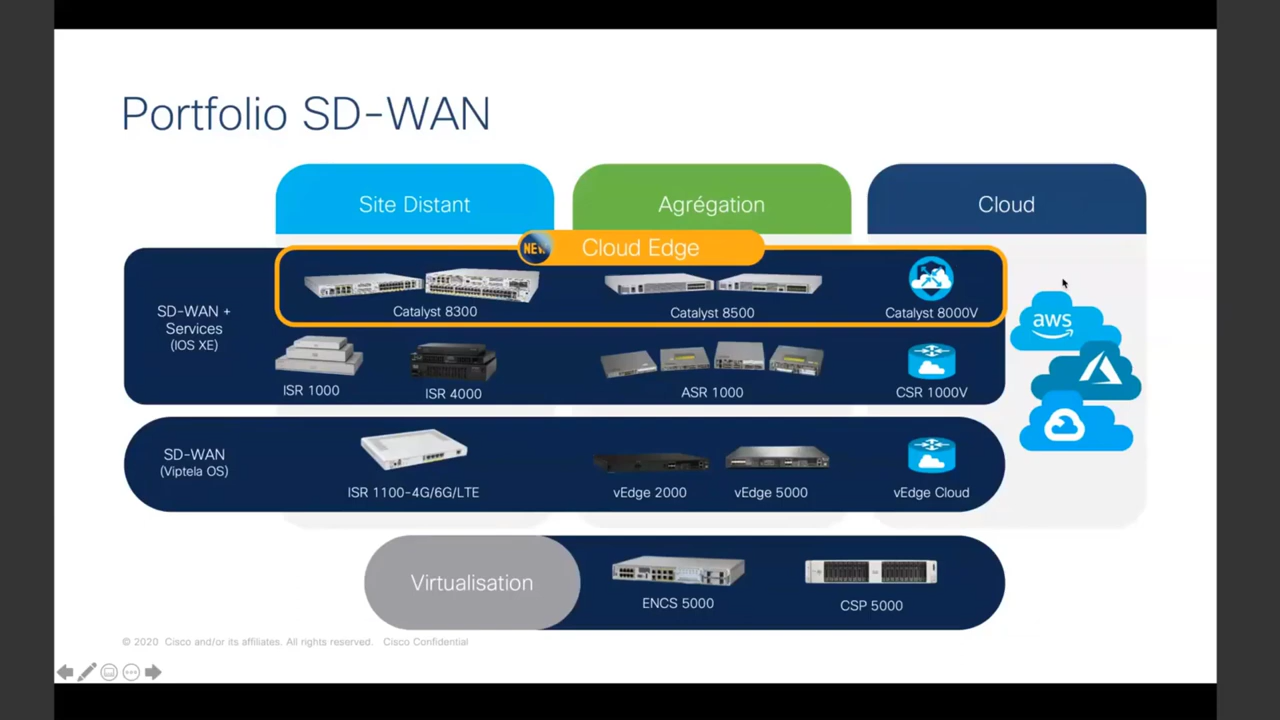 Portfolio SD-WAN
Site Distant
Agrégation
Cloud
NEW
Cloud Edge
SD-WAN +
Services
(IOS XE)
Catalyst 8300
Catalyst 8500
Catalyst 8000V
aws
ISR 1000
ISR 4000
ASR 1000
CSR 1000V
SD-WAN
(Viptela OS)
ISR 1100-4G/6G/LTE
vEdge 2000
vEdge 5000
vEdge Cloud
Virtualisation
ENCS 5000
CSP 5000
© 2020 Cisco and/or its affiliates. All rights reserved. Cisco Confidential